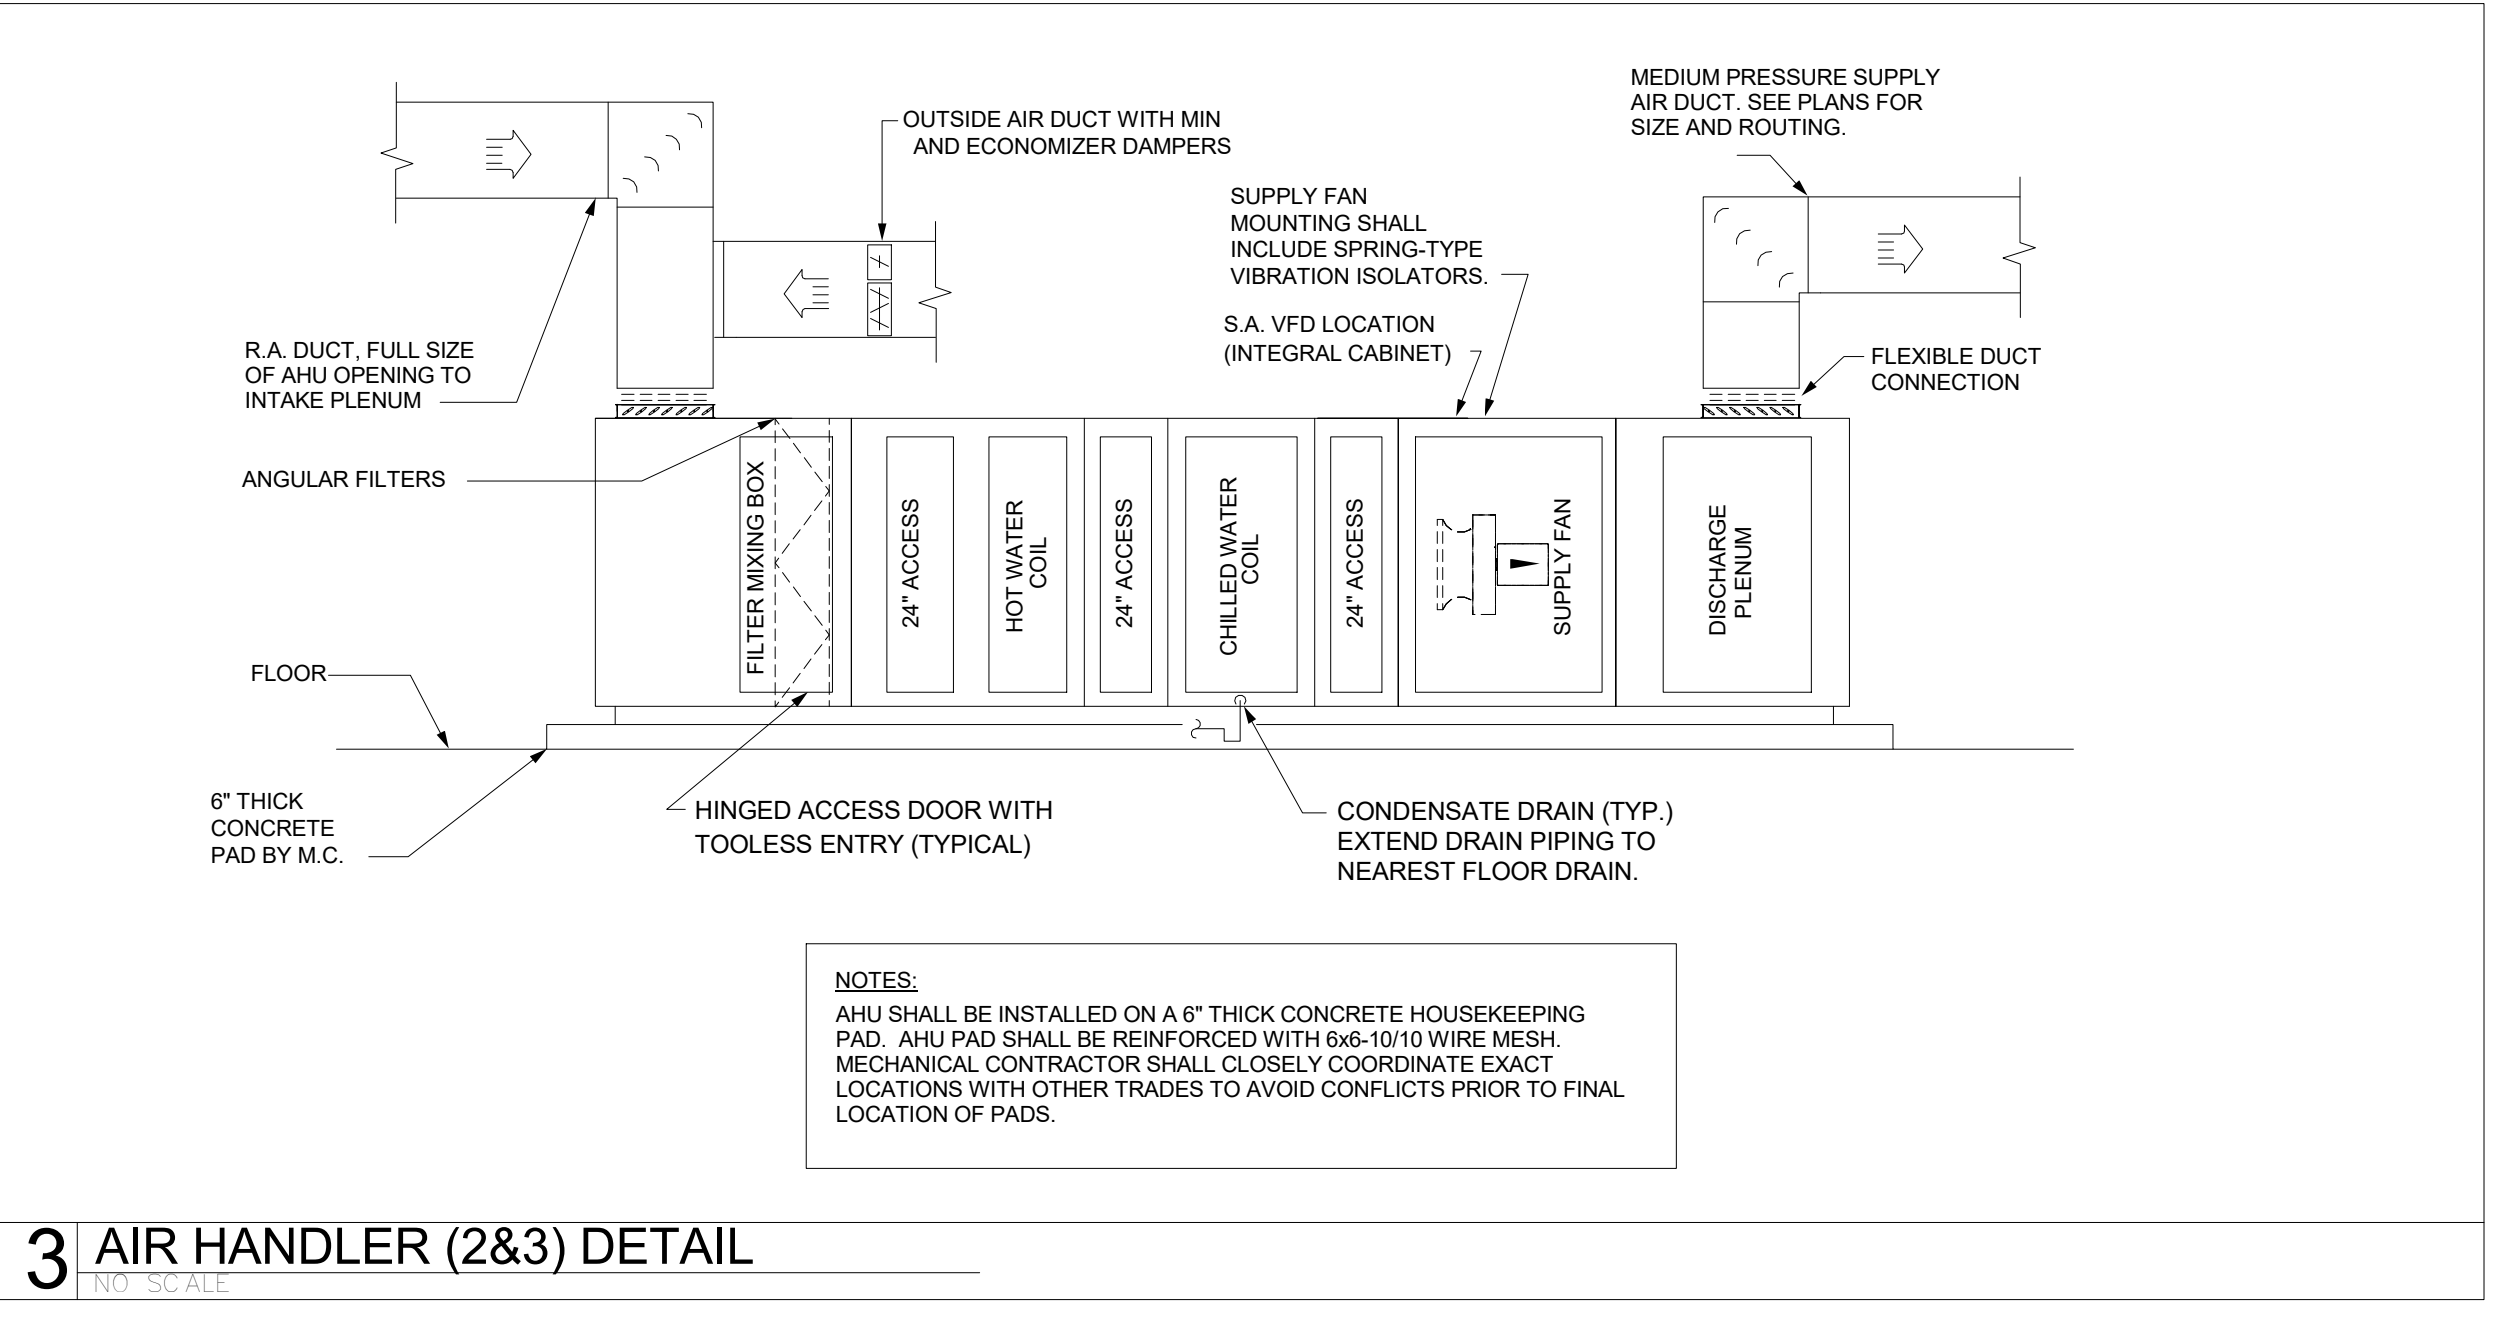 OUTSIDE AIR DUCT WITH MIN
AND ECONOMIZER DAMPERS
MEDIUM PRESSURE SUPPLY
AIR DUCT. SEE PLANS FOR
SIZE AND ROUTING.
SUPPLY FAN
MOUNTING SHALL
INCLUDE SPRING-TYPE
VIBRATION ISOLATORS.
S.A. VFD LOCATION
(INTEGRAL CABINET)
R.A. DUCT, FULL SIZE
OF AHU OPENING TO
INTAKE PLENUM
FLEXIBLE DUCT
CONNECTION
ANGULAR FILTERS
FILTER MIXING BOX
24" ACCESS
HOT WATER
COIL
24" ACCESS
CHILLED WATER
COIL
24" ACCESS
SUPPLY FAN
DISCHARGE
PLENUM
FLOOR
6" THICK
CONCRETE
PAD BY M.C.
HINGED ACCESS DOOR WITH
TOOLESS ENTRY (TYPICAL)
CONDENSATE DRAIN (TYP.)
EXTEND DRAIN PIPING TO
NEAREST FLOOR DRAIN.
NOTES:
AHU SHALL BE INSTALLED ON A 6" THICK CONCRETE HOUSEKEEPING
PAD. AHU PAD SHALL BE REINFORCED WITH 6x6-10/10 WIRE MESH.
MECHANICAL CONTRACTOR SHALL CLOSELY COORDINATE EXACT
LOCATIONS WITH OTHER TRADES TO AVOID CONFLICTS PRIOR TO FINAL
LOCATION OF PADS.
3 AIR HANDLER (2&3) DETAIL
NO SCALE